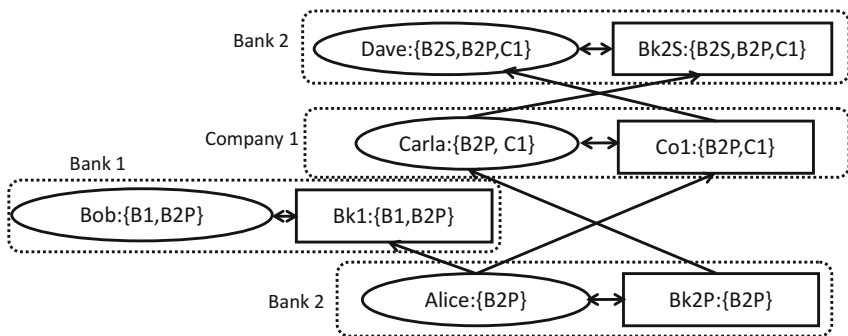 Bank 2
Dave:{B2S,B2P,C1}
Bk2S:{B2S,B2P,C1}
Company 1
Carla:{B2P, C1}
Co1:{B2P,C1}
Bank 1
Bob:{B1,B2P}
Bk1:{B1,B2P}
Bank 2
Alice:{B2P}
Bk2P:{B2P}